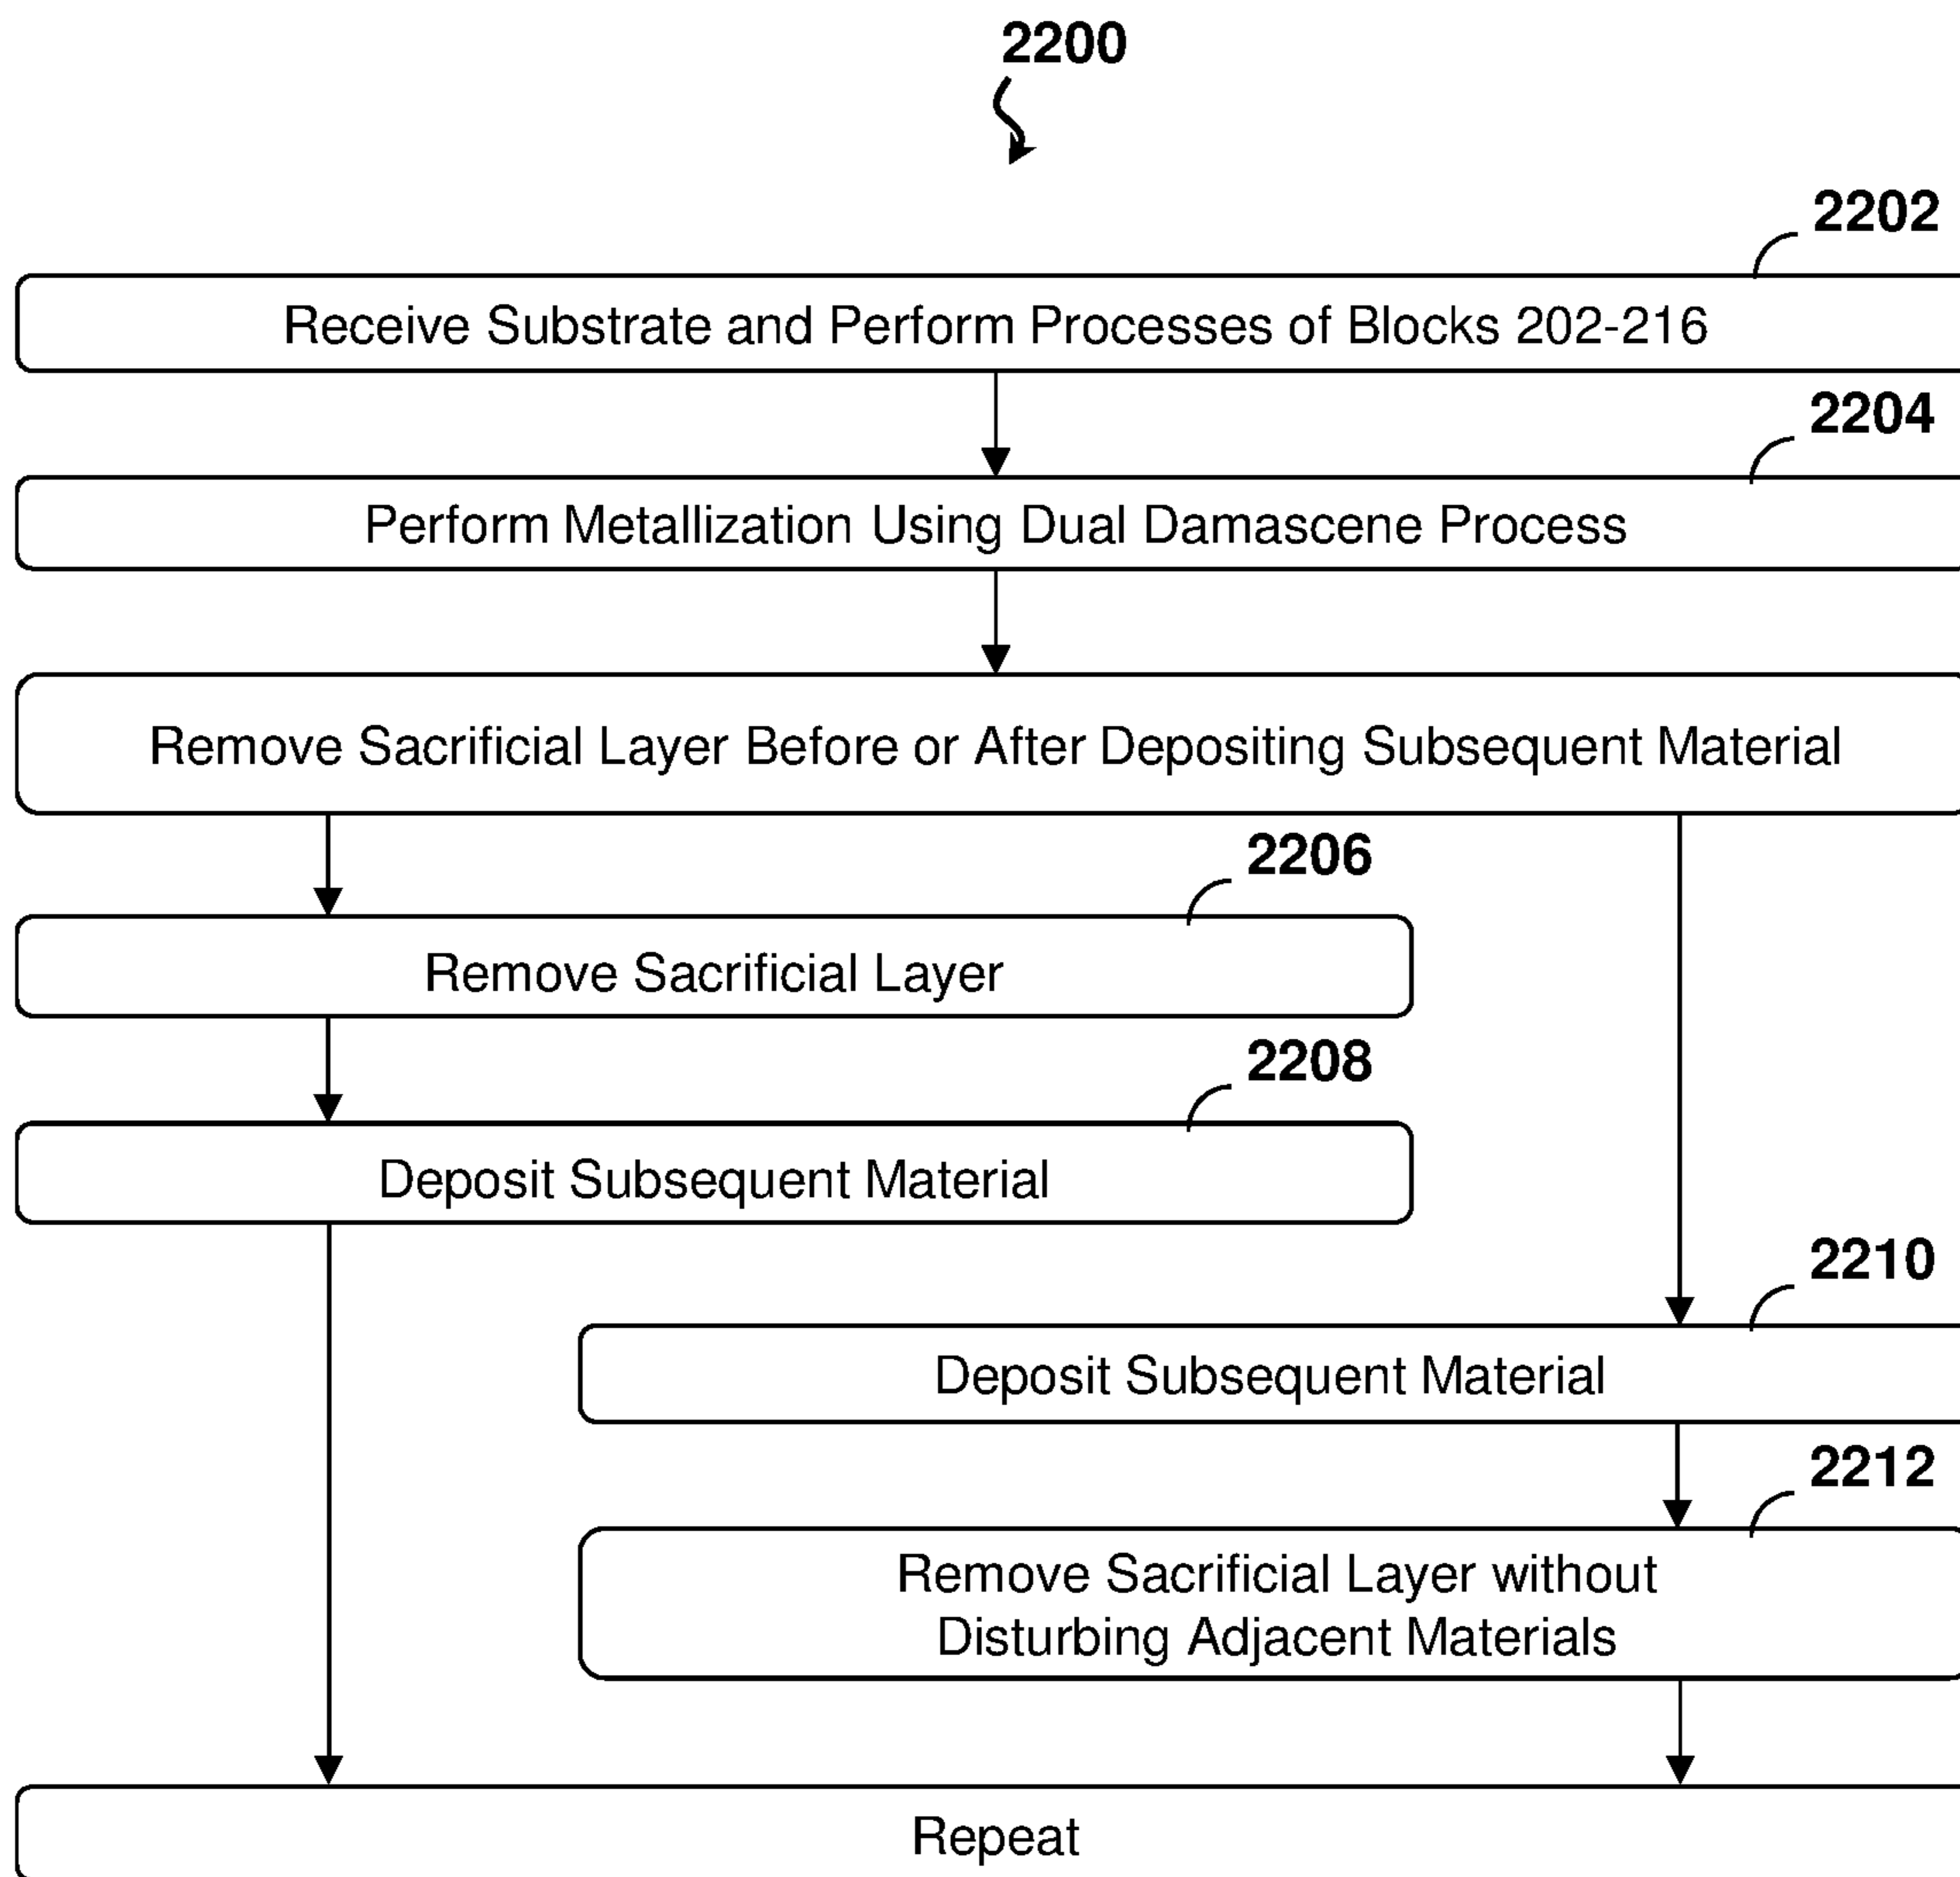 2200
2202
Receive Substrate and Perform Processes of Blocks 202-216
2204
Perform Metallization Using Dual Damascene Process
Remove Sacrificial Layer Before or After Depositing Subsequent Material
2206
Remove Sacrificial Layer
2208
Deposit Subsequent Material
2210
Deposit Subsequent Material
2212
Remove Sacrificial Layer without
Disturbing Adjacent Materials
Repeat